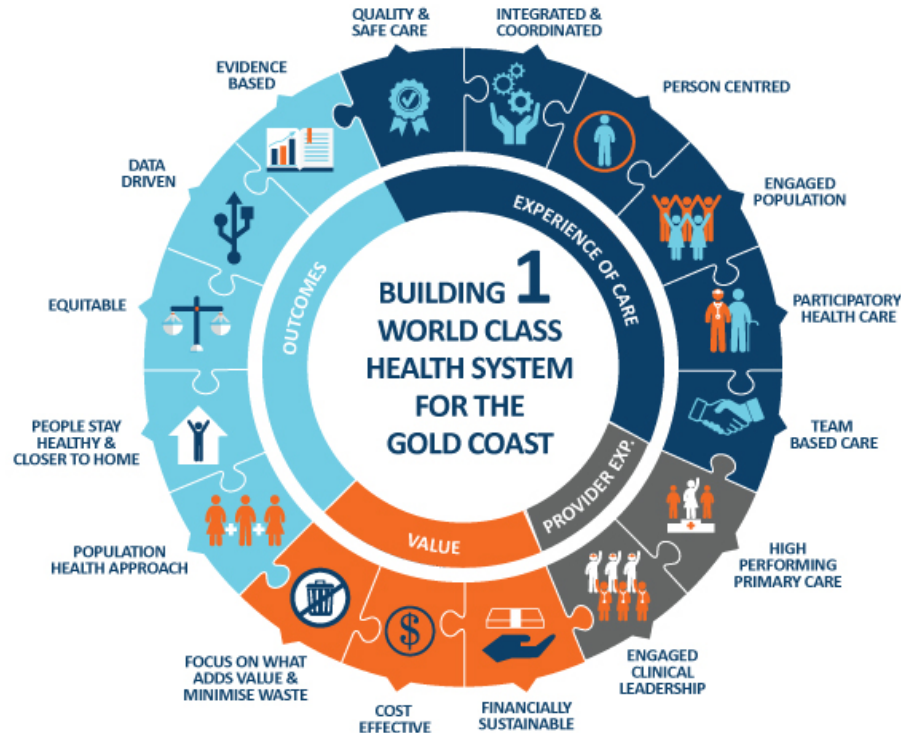 QUALITY &
SAFE CARE
INTEGRATED &
COORDINATED
PERSON CENTRED
ENGAGED
POPULATION
PARTICIPATORY
HEALTH CARE
TEAM
BASED CARE
HIGH
PERFORMING
PRIMARY CARE
ENGAGED
CLINICAL
LEADERSHIP
FINANCIALLY
SUSTAINABLE
COST
EFFECTIVE
FOCUS ON WHAT
ADDS VALUE &
MINIMISE WASTE
POPULATION
HEALTH APPROACH
PEOPLE STAY
HEALTHY &
CLOSER TO HOME
EQUITABLE
DATA
DRIVEN
EVIDENCE
BASED
OUTCOMES
EXPERIENCE OF CARE
PROVIDER EXP.
VALUE
BUILDING 1
WORLD CLASS
HEALTH SYSTEM
FOR THE
GOLD COAST
$